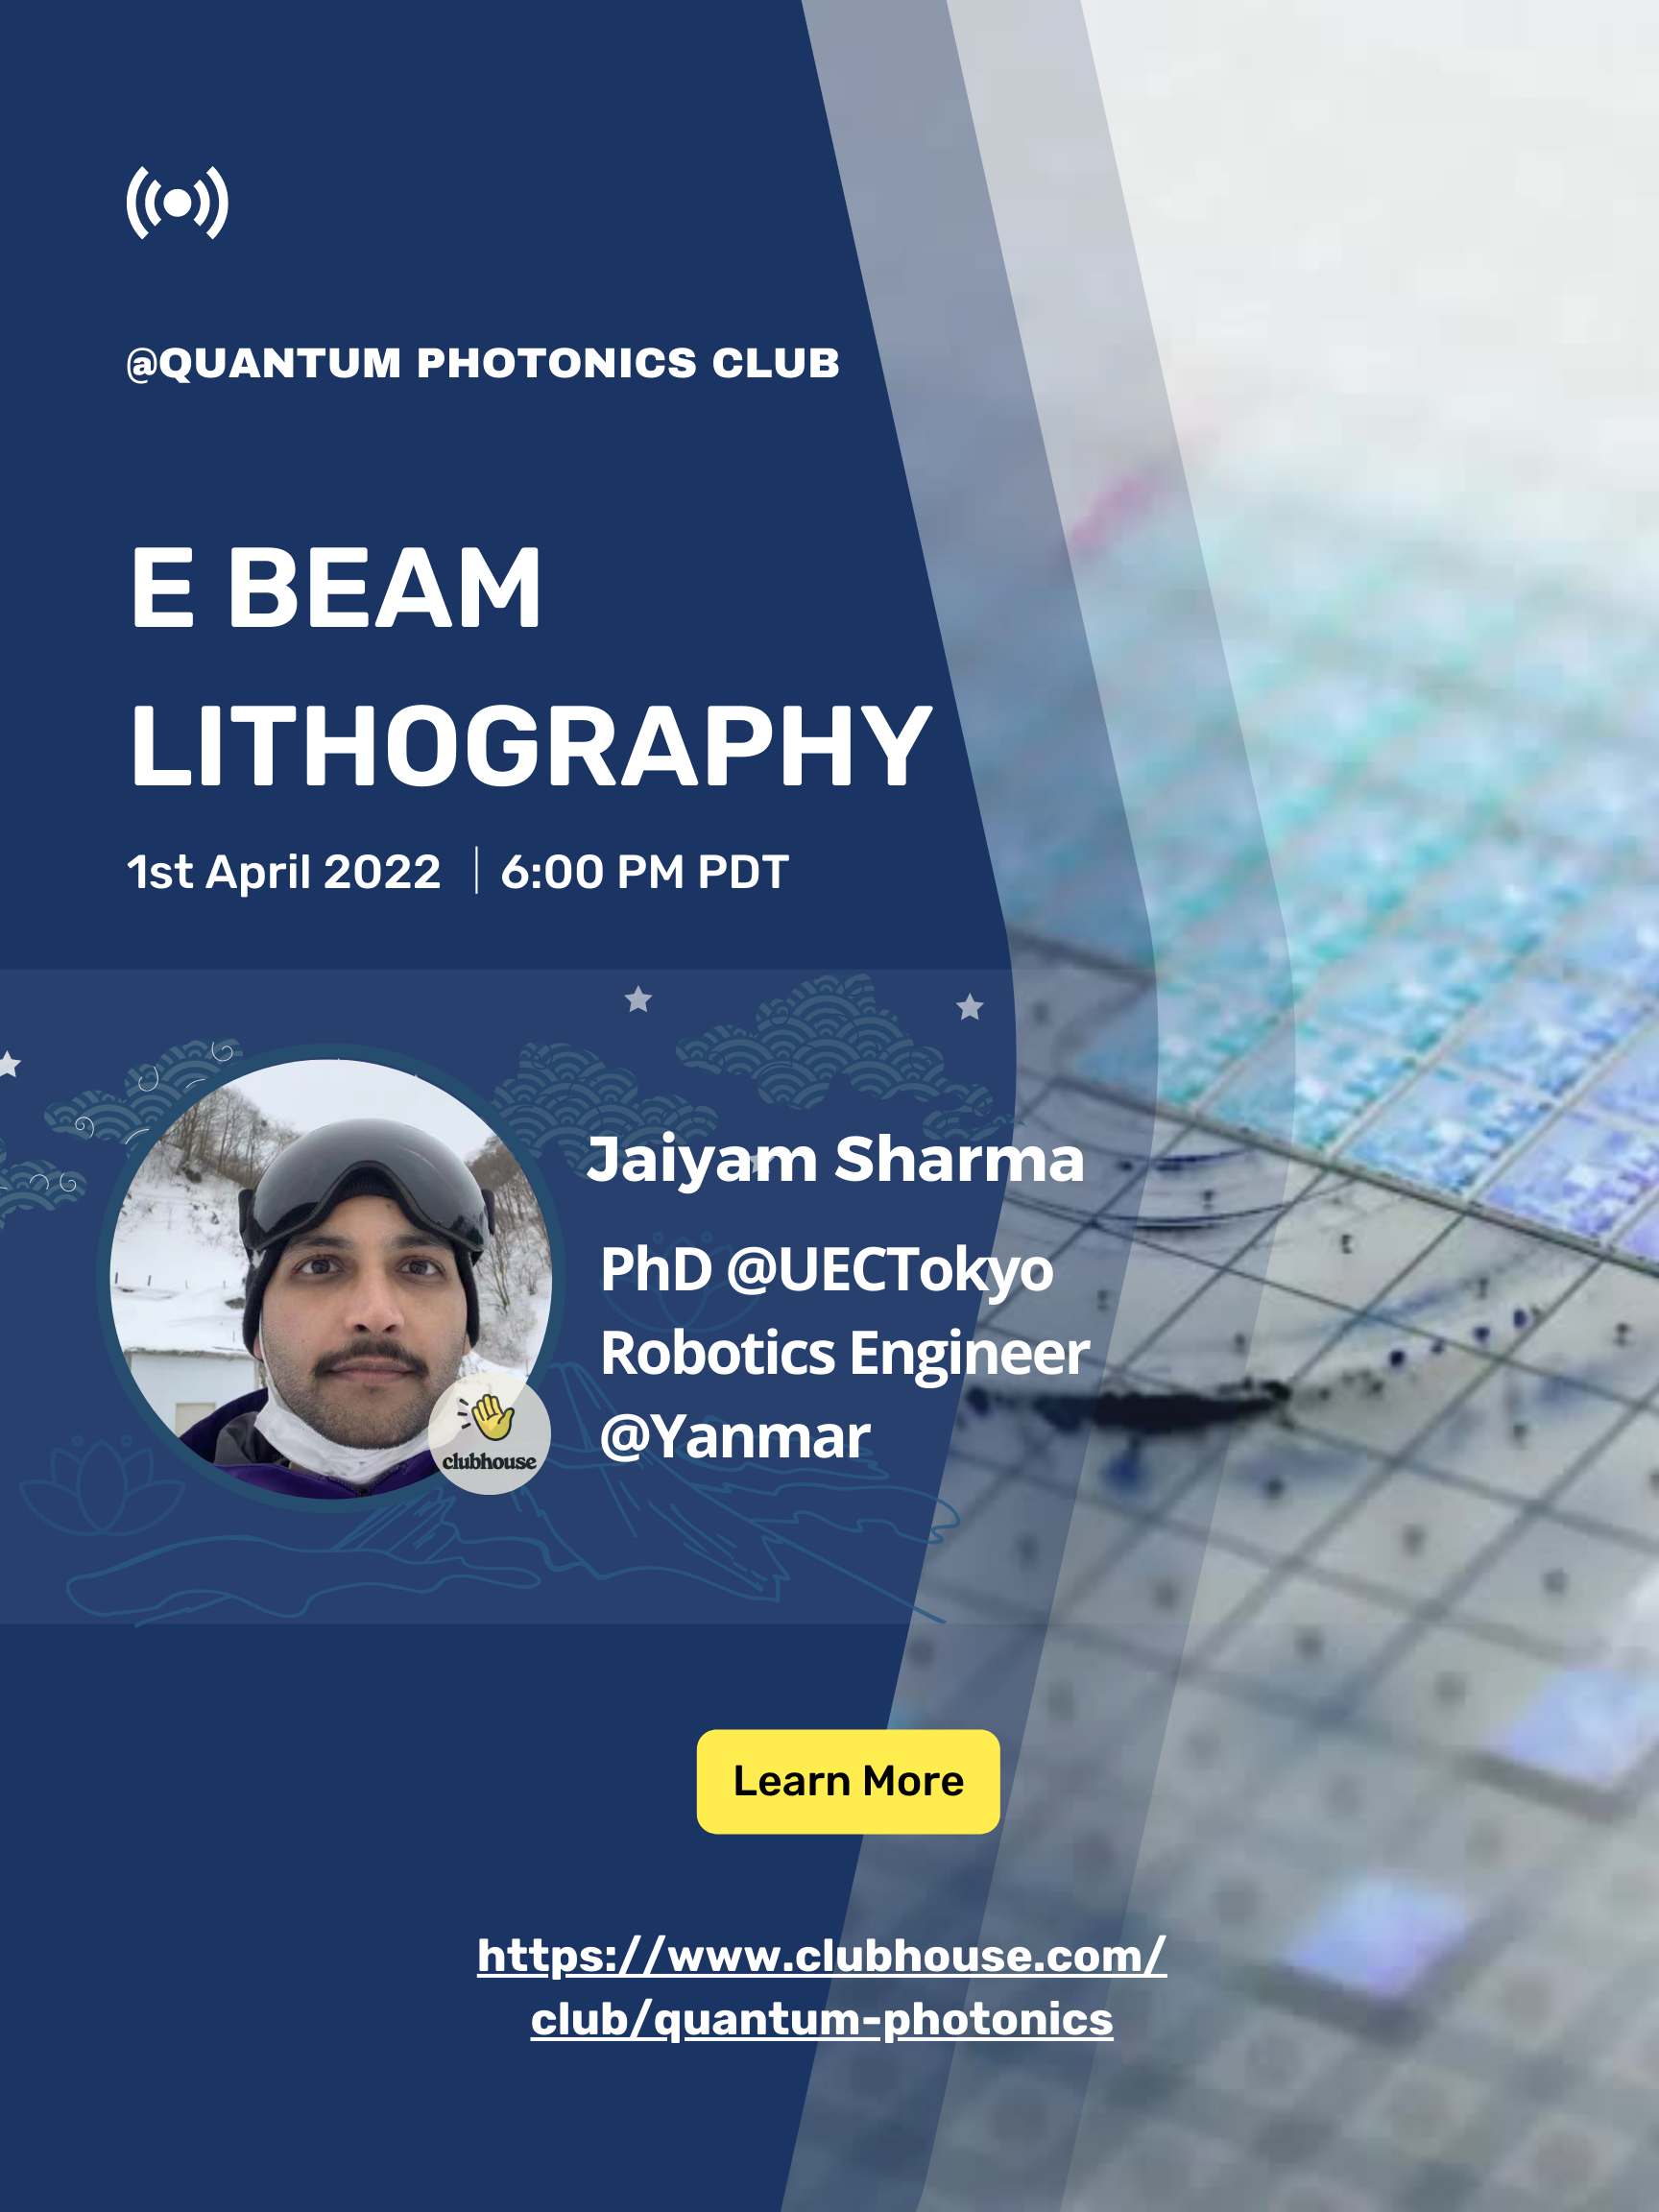 @QUANTUM PHOTONICS CLUB
E BEAM
LITHOGRAPHY
1st April 2022 | 6:00 PM PDT
Jaiyam Sharma
PhD @UECTokyo
Robotics Engineer
@Yanmar
clubhouse
Learn More
https://www.clubhouse.com/
club/quantum-photonics